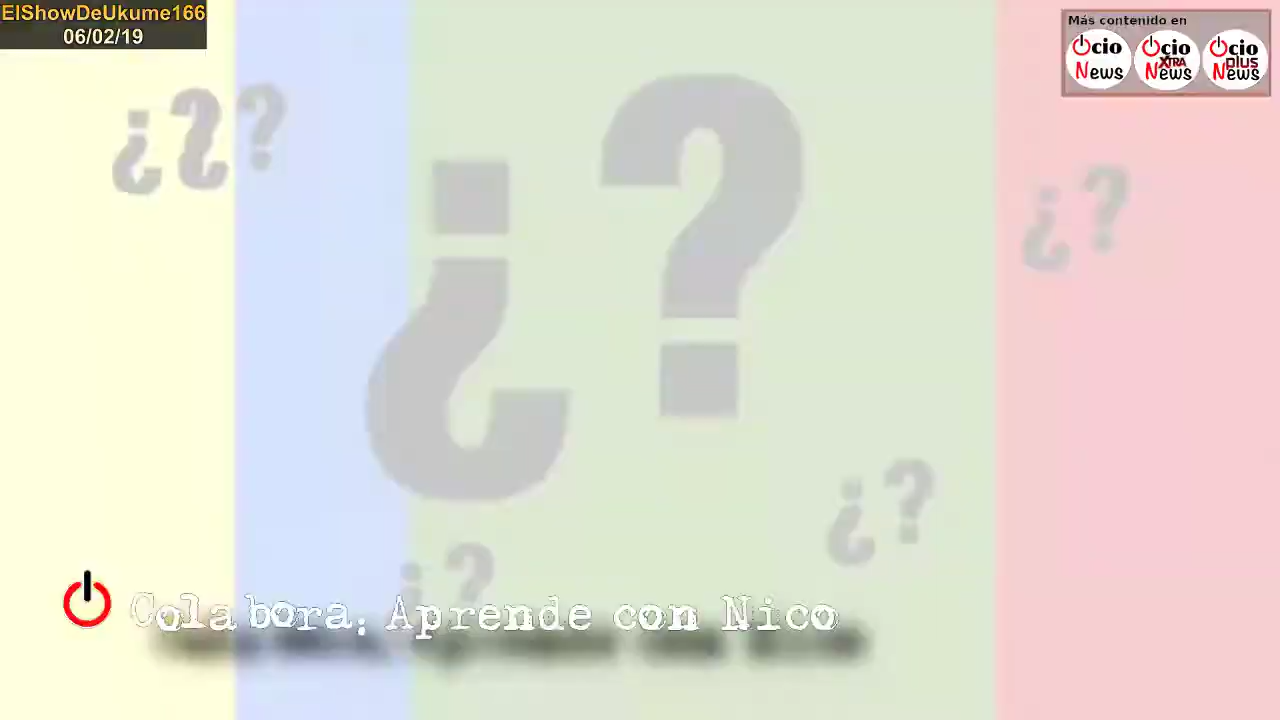 ElShowDeUkume166
06/02/19
Más contenido en
Ocio
News
Ocio
XTRA
News
Ocio
plus
News
¿??
¿?
¿?
¿?
¿?
Colabora: Aprende con Nico